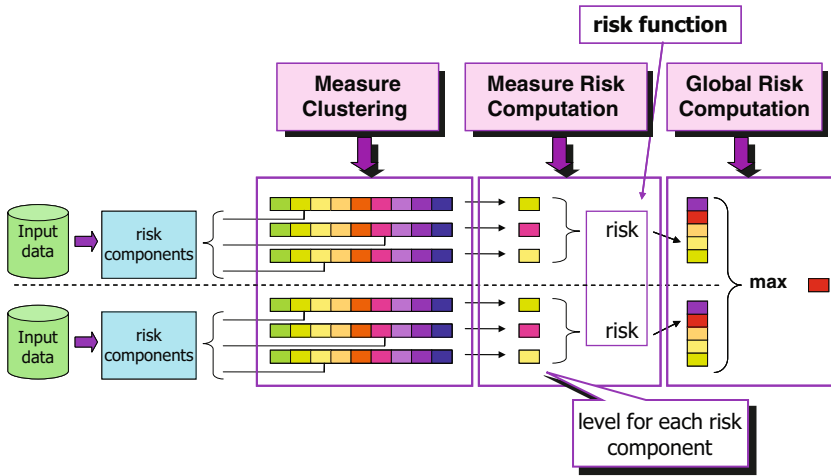 risk function
Measure
Clustering
Measure Risk
Computation
Global Risk
Computation
Input
data
risk
components
risk
max
Input
data
risk
components
risk
level for each risk
component